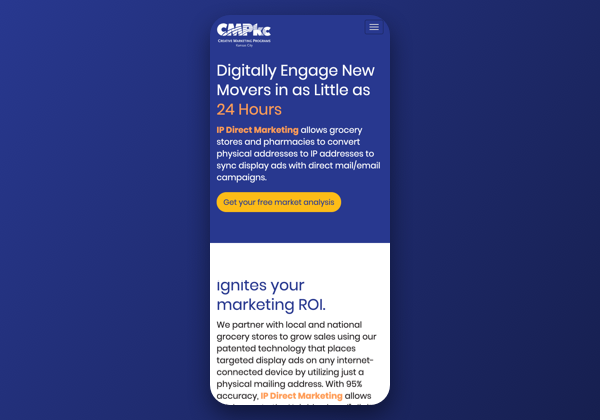 CMPkc
CREATIVE MARKETING PROGRAMS
Kansas City
Digitally Engage New
Movers in as Little as
24 Hours
IP Direct Marketing allows grocery
stores and pharmacies to convert
physical addresses to IP addresses to
sync display ads with direct mail/email
campaigns.
Get your free market analysis
ignites your
marketing ROI.
We partner with local and national
grocery stores to grow sales using our
patented technology that places
targeted display ads on any internet-
connected device by utilizing just a
physical mailing address. With 95%
accuracy, IP Direct Marketing allows